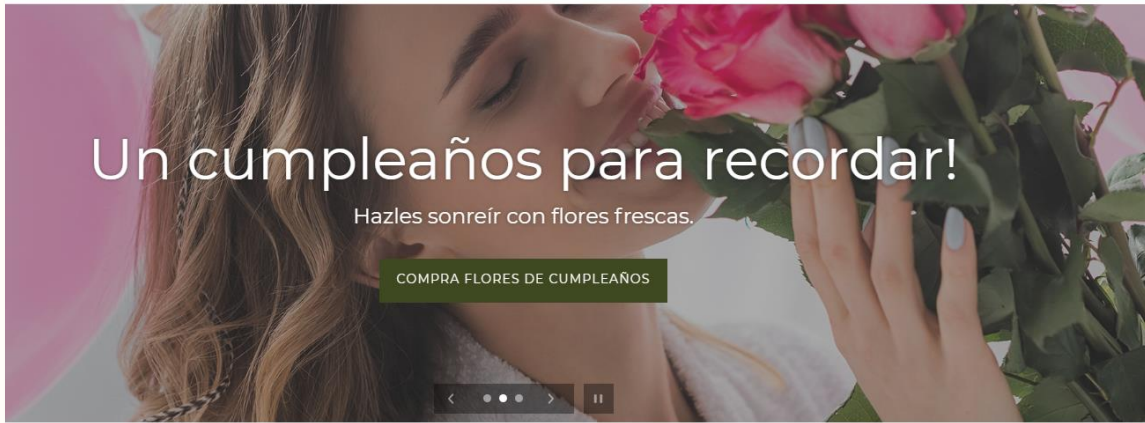 Un cumpleaños para recordar!
Hazles sonreír con flores frescas.
COMPRA FLORES DE CUMPLEAÑOS